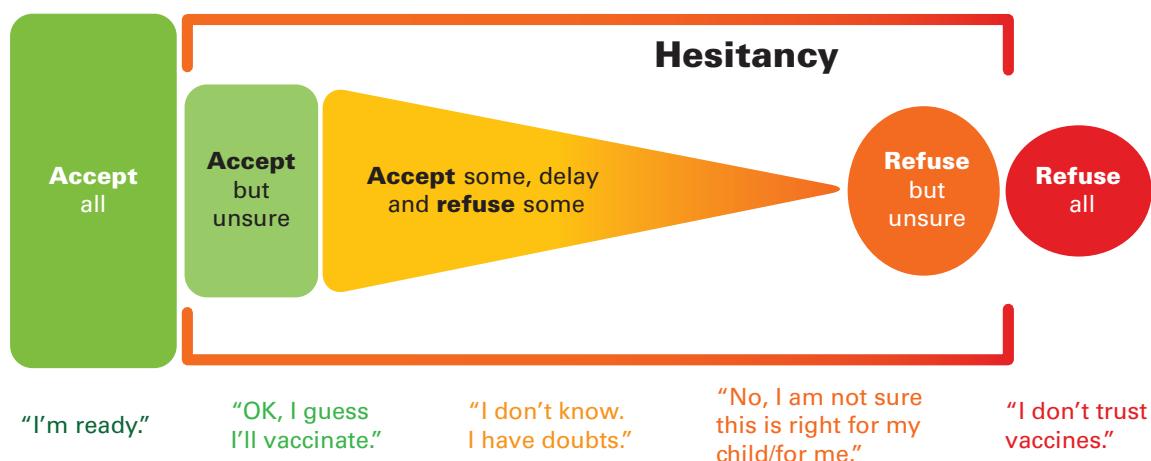 Hesitancy
Accept
all
Accept
but
unsure
Accept some, delay
and refuse some
Refuse
but
unsure
Refuse
all
“I’m ready.”
“OK, I guess
I’ll vaccinate.”
“I don’t know.
I have doubts.”
“No, I am not sure
this is right for my
child/for me.”
“I don’t trust
vaccines.”